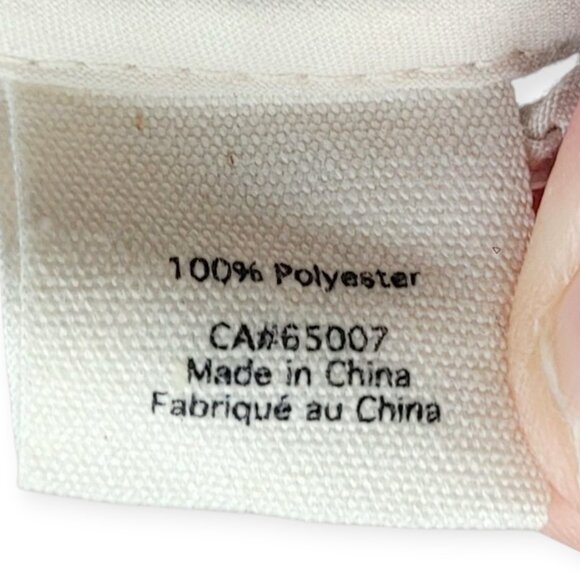 100% Polyester
CA#65007
Made in China
Fabriqué au China